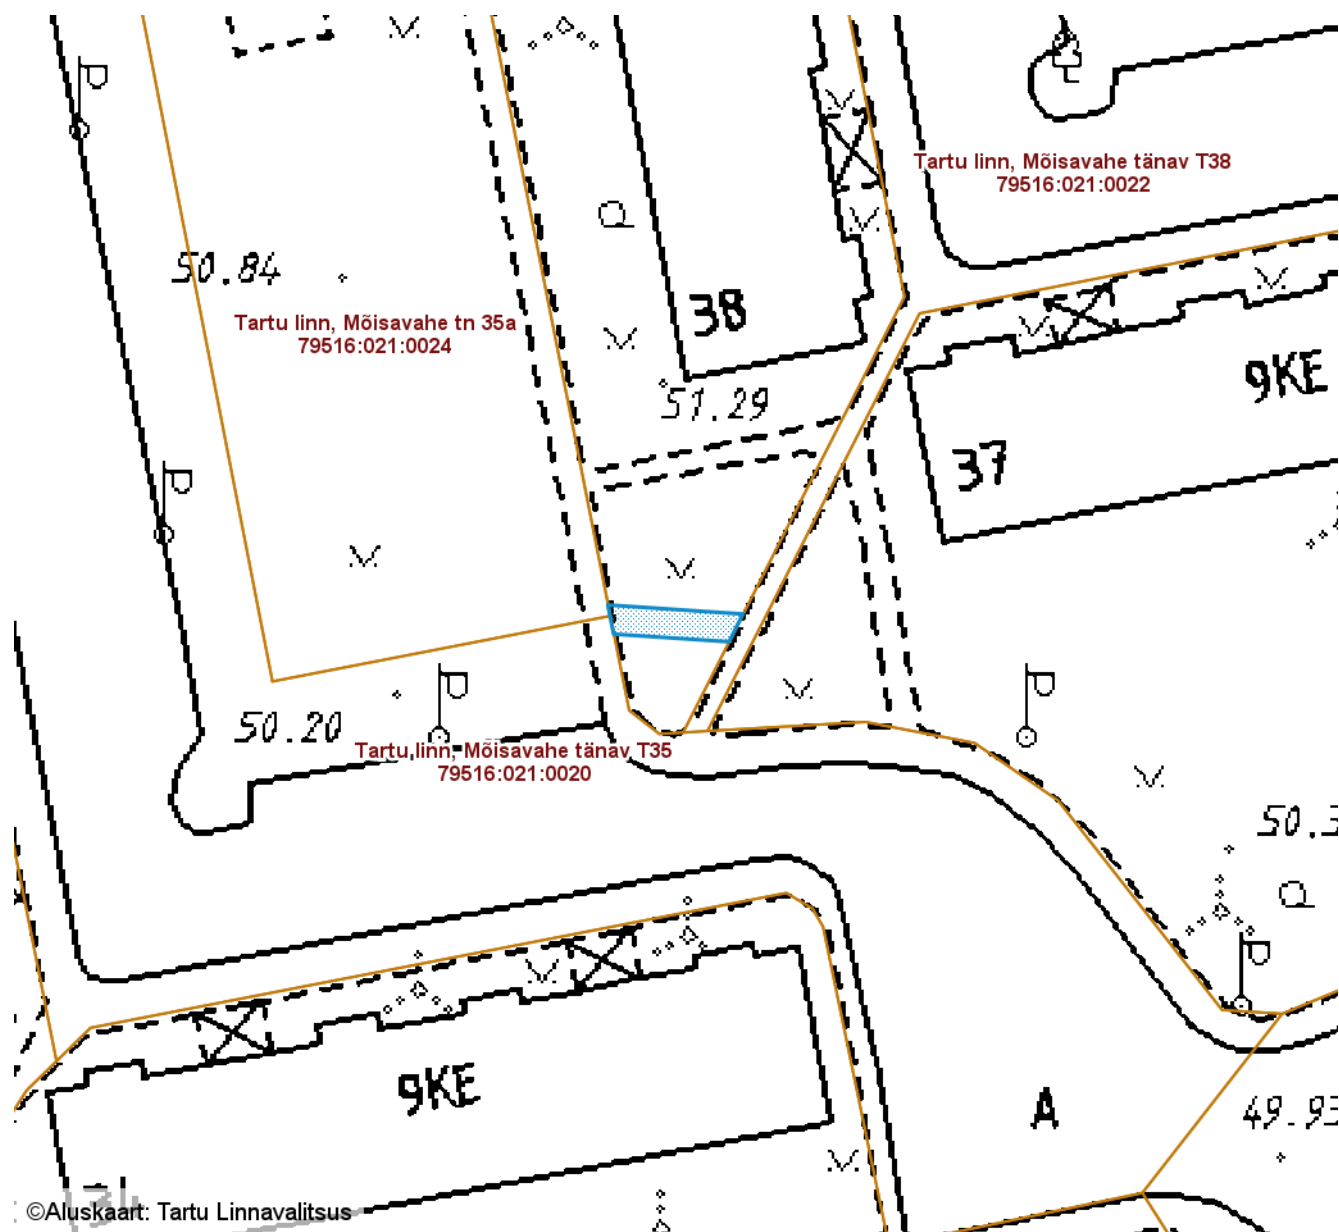 Tartu linn, Mõisavahe tänav T38
79516:021:0022
50.84
38
Tartu linn, Mõisavahe tn 35a
79516:021:0024
51.29
9KE
37
50.20
Tartu linn, Mõisavahe tänav T35
79516:021:0020
50.3
9KE
A
49.93
©Aluskaart: Tartu Linnavalitsus